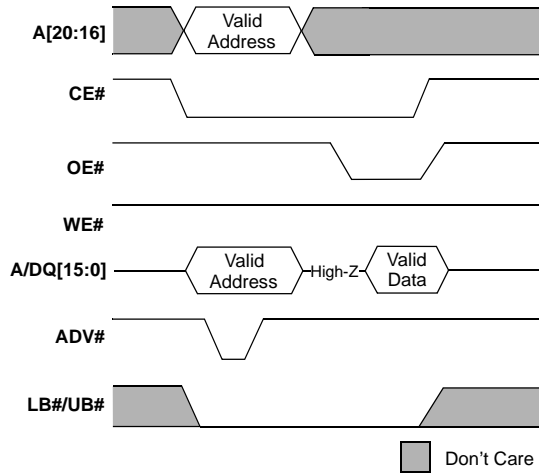 A[20:16]
Valid
Address
CE#
OE#
WE#
A/DQ[15:0]
Valid
Address
High-Z
Valid
Data
ADV#
LB#/UB#
Don't Care